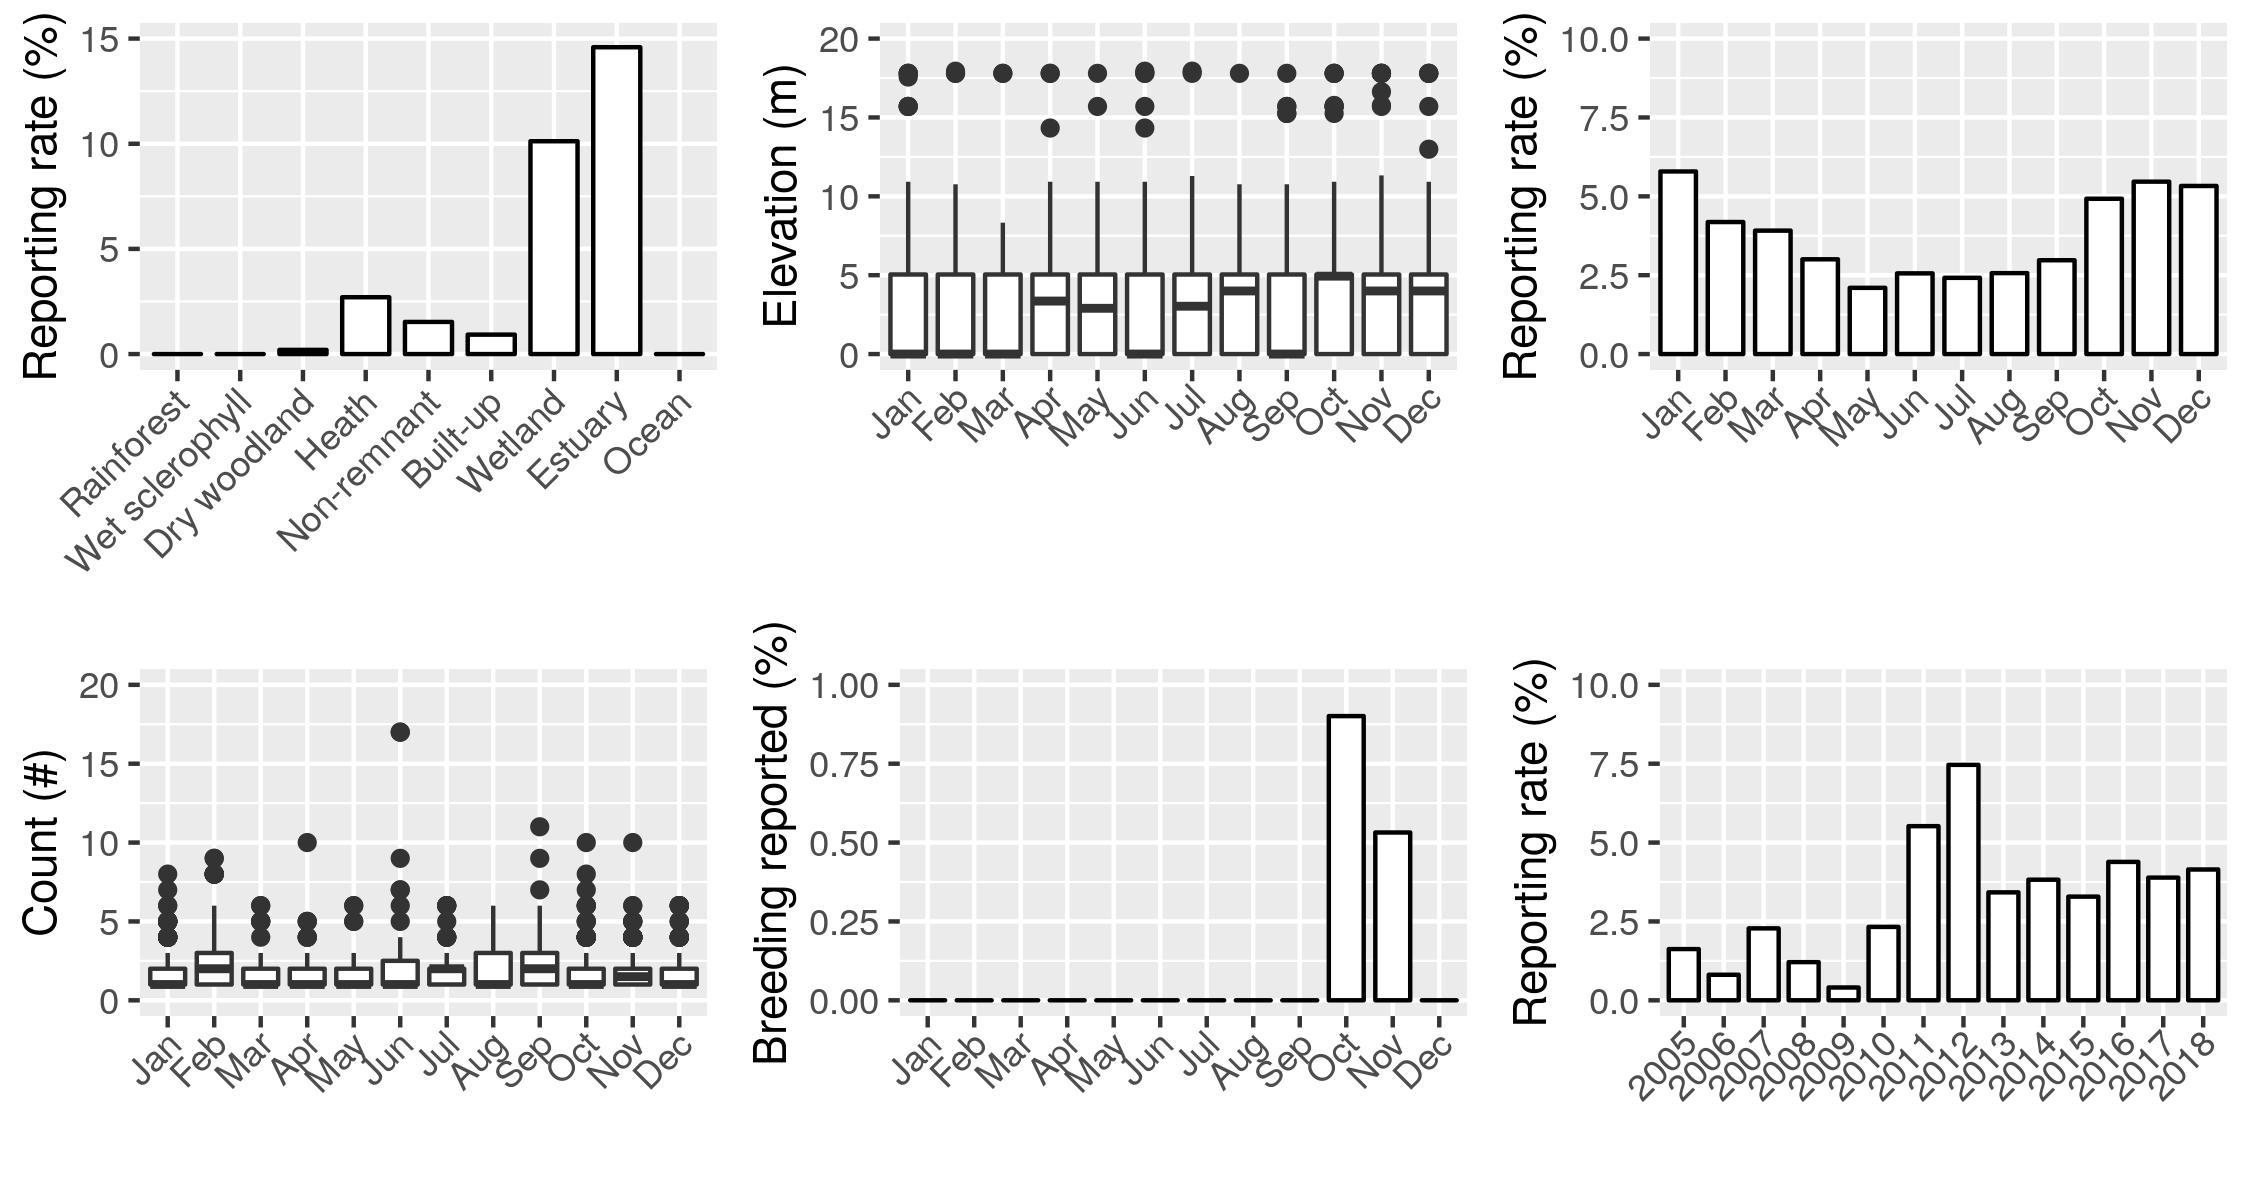 Reporting rate (%)
15
10
5
0
Rainforest
Wet sclerophyll
Dry woodland
Heath
Non-remnant
Built-up
Wetland
Estuary
Ocean
Elevation (m)
20
15
10
5
0
Jan
Feb
Mar
Apr
May
Jun
Jul
Aug
Sep
Oct
Nov
Dec
Reporting rate (%)
10.0
7.5
5.0
2.5
0.0
Jan
Feb
Mar
Apr
May
Jun
Jul
Aug
Sep
Oct
Nov
Dec
Count (#)
20
15
10
5
0
Jan
Feb
Mar
Apr
May
Jun
Jul
Aug
Sep
Oct
Nov
Dec
Breeding reported (%)
1.00
0.75
0.50
0.25
0.00
Jan
Feb
Mar
Apr
May
Jun
Jul
Aug
Sep
Oct
Nov
Dec
Reporting rate (%)
10.0
7.5
5.0
2.5
0.0
2005
2006
2007
2008
2009
2010
2011
2012
2013
2014
2015
2016
2017
2018